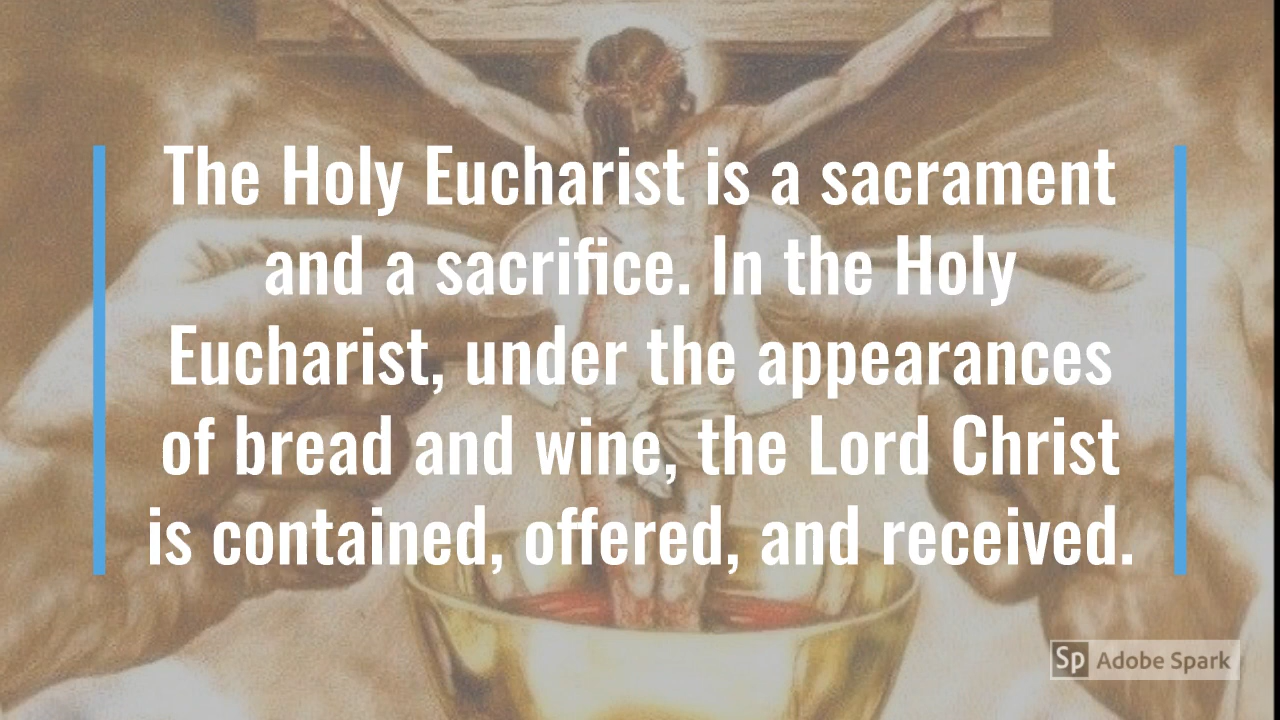 The Holy Eucharist is a sacrament
and a sacrifice. In the Holy
Eucharist, under the appearances
of bread and wine, the Lord Christ
is contained, offered, and received.
Sp Adobe Spark